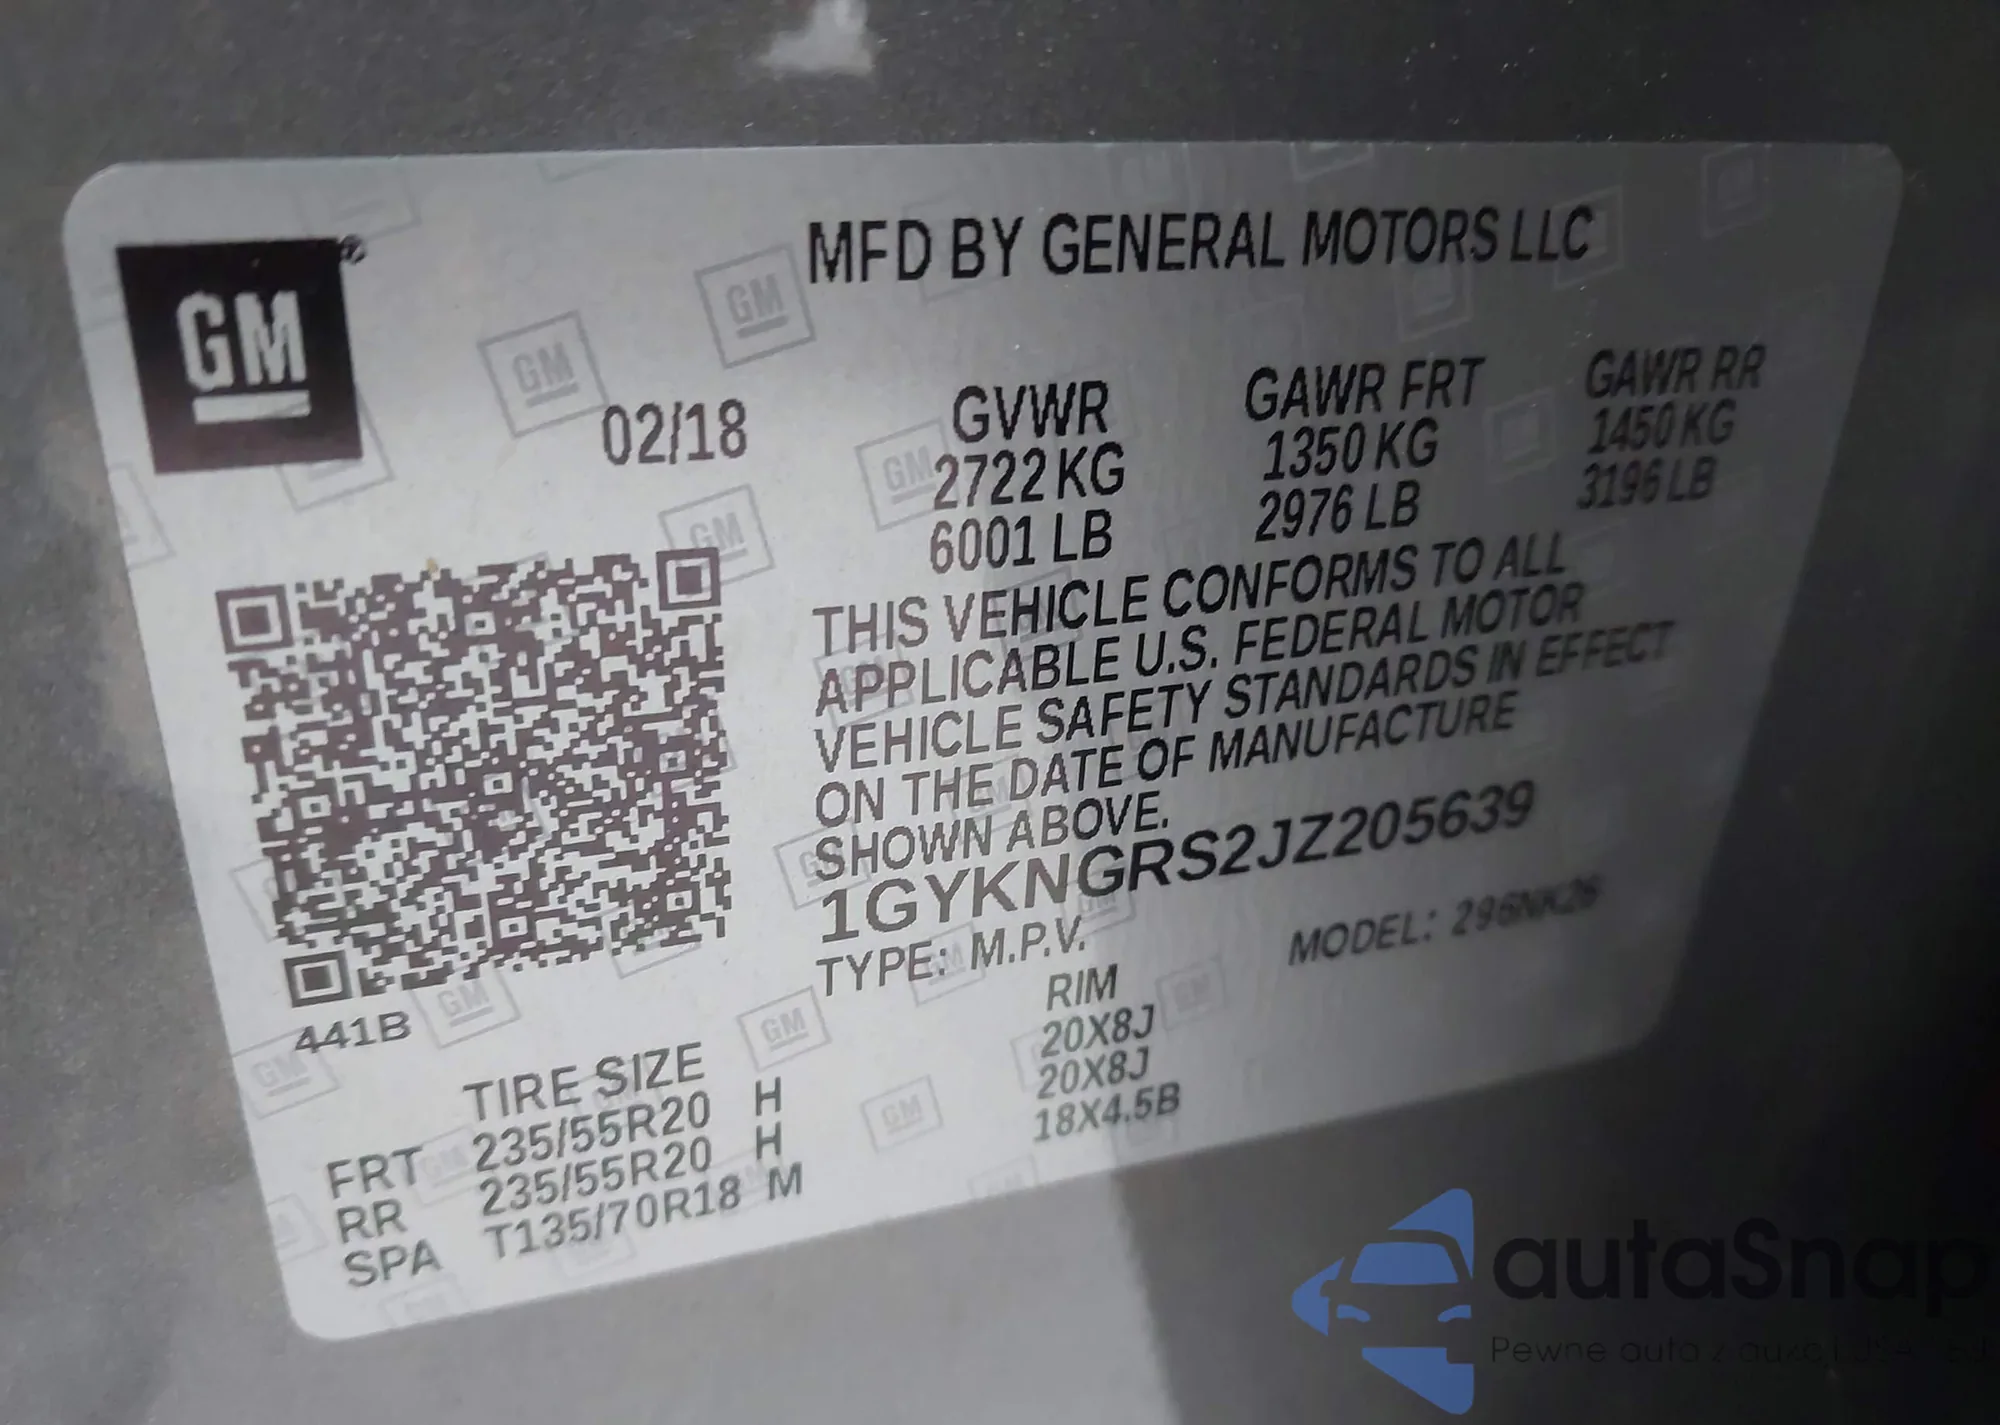 GM®
MFD BY GENERAL MOTORS LLC
02/18
GVWR GAWR FRT GAWR RR
2722 KG 1350 KG 1450 KG
6001 LB 2976 LB 3196 LB
THIS VEHICLE CONFORMS TO ALL
APPLICABLE U.S. FEDERAL MOTOR
VEHICLE SAFETY STANDARDS IN EFFECT
ON THE DATE OF MANUFACTURE
SHOWN ABOVE.
1GYKNGRS2JZ205639
TYPE: M.P.V. MODEL: 296NK26
441B
TIRE SIZE RIM
FRT 235/55R20 H 20X8J
RR 235/55R20 H 20X8J
SPA T135/70R18 M 18X4.5B
autaSnap
Pewne auta z